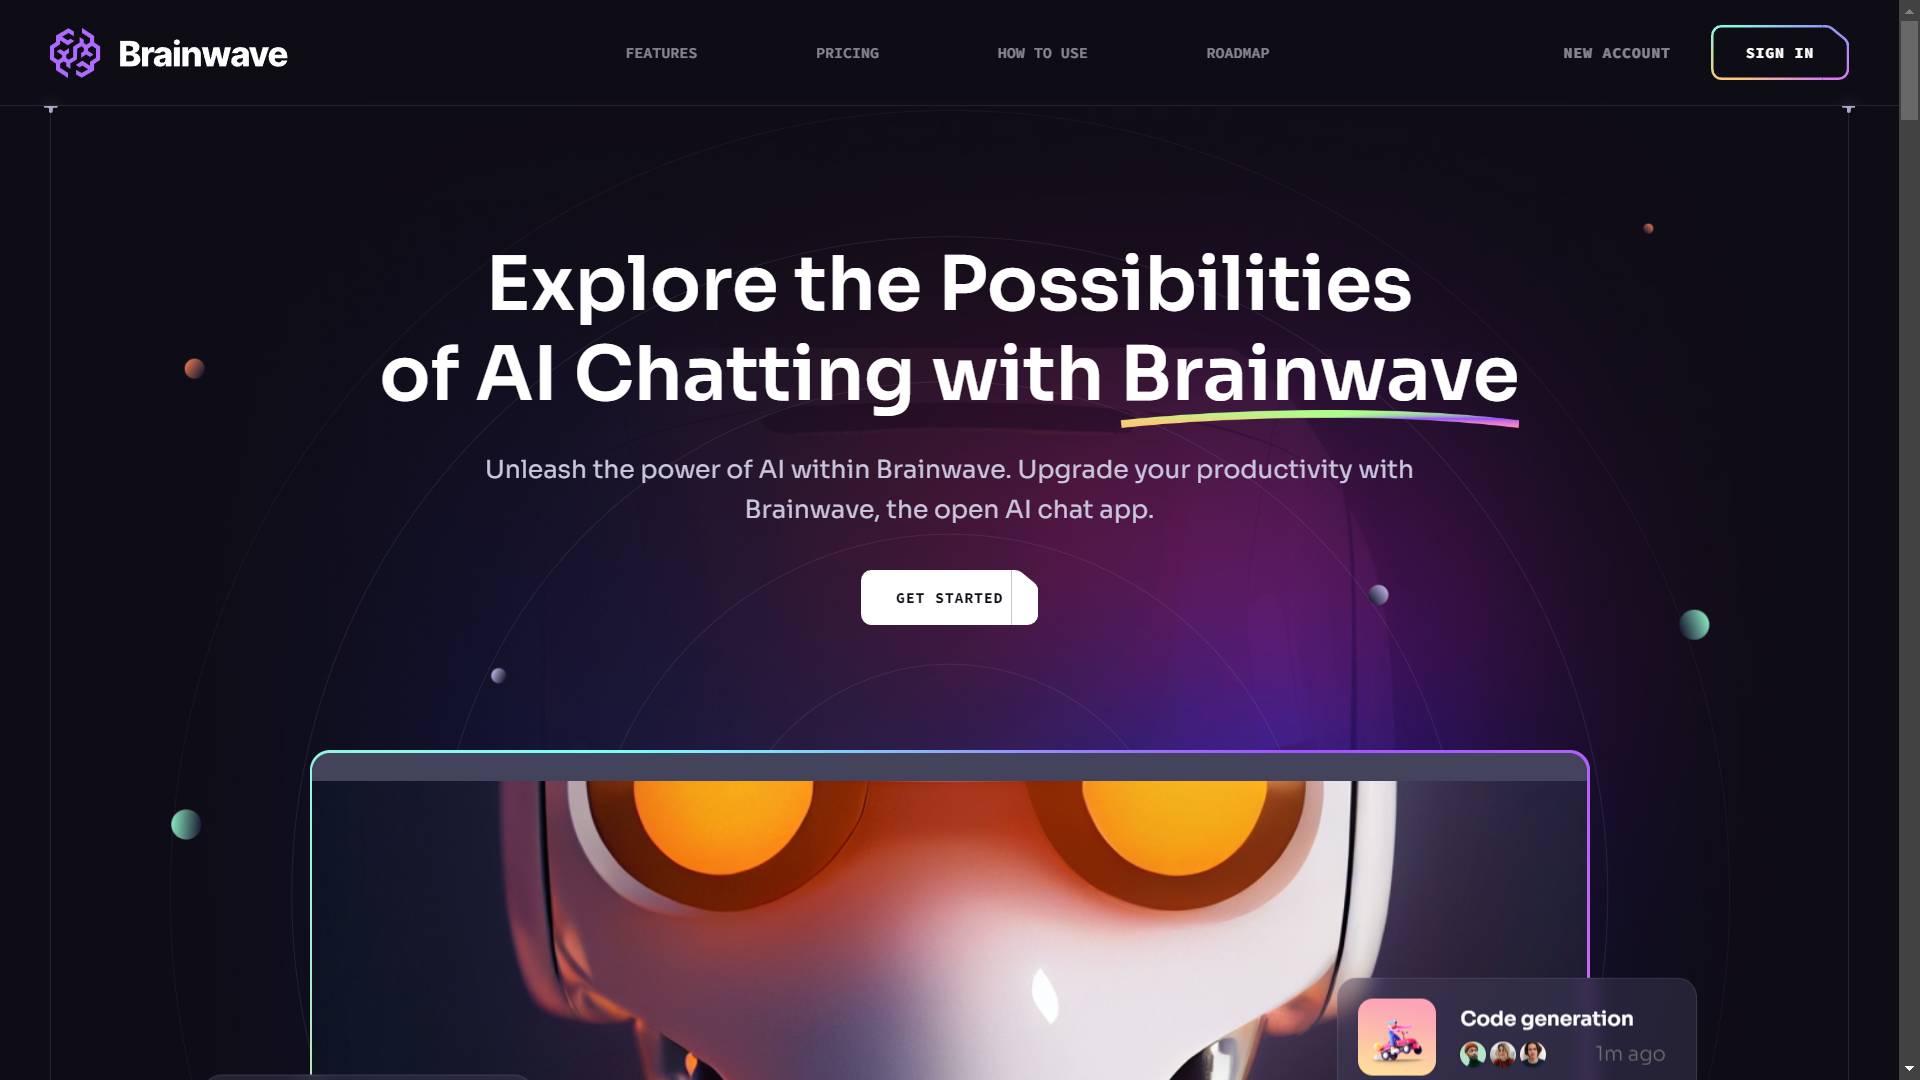 Brainwave
FEATURES
PRICING
HOW TO USE
ROADMAP
NEW ACCOUNT
SIGN IN
Explore the Possibilities
of AI Chatting with Brainwave
Unleash the power of AI within Brainwave. Upgrade your productivity with
Brainwave, the open AI chat app.
GET STARTED
Code generation
1m ago